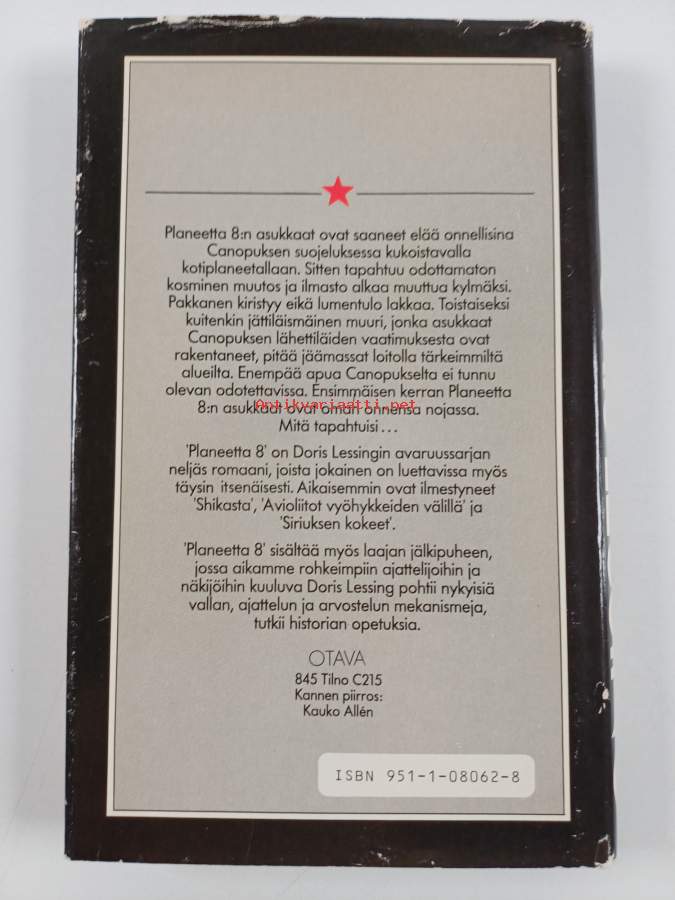 Planeetta 8:n asukkaat ovat saaneet elää onnellisina
Canopuksen suojeluksessa kukoistavalla
kotiplaneetallaan. Sitten tapahtuu odottamaton
kosminen muutos ja ilmasto alkaa muuttua kylmäksi.
Pakkanen kiristyy eikä lumentulo lakkaa. Toistaiseksi
kuitenkin jättiläismäinen muuri, jonka asukkaat
Canopuksen lähettiläiden vaatimuksesta ovat
rakentaneet, pitää jäämassat loitolla tärkeimmiltä
alueilta. Enempää apua Canopukselta ei tunnu
olevan odotettavissa. Ensimmäisen kerran Planeetta
8:n asukkaat ovat oman onnensa nojassa.
Antikvariaatti.net
Mitä tapahtuisi...
'Planeetta 8' on Doris Lessingin avaruussarjan
neljäs romaani, joista jokainen on luettavissa myös
täysin itsenäisesti. Aikaisemmin ovat ilmestyneet
'Shikasta', 'Avioliitot vyöhykkeiden välillä' ja
'Siriuksen kokeet'.
'Planeetta 8' sisältää myös laajan jälkipuheen,
jossa aikamme rohkeimpiin ajattelijoihin ja
näkijöihin kuuluva Doris Lessing pohtii nykyisiä
vallan, ajattelun ja arvostelun mekanismeja,
tutkii historian opetuksia.
OTAVA
845 Tilno C215
Kannen piirros:
Kauko Allén
ISBN 951-1-08062-8